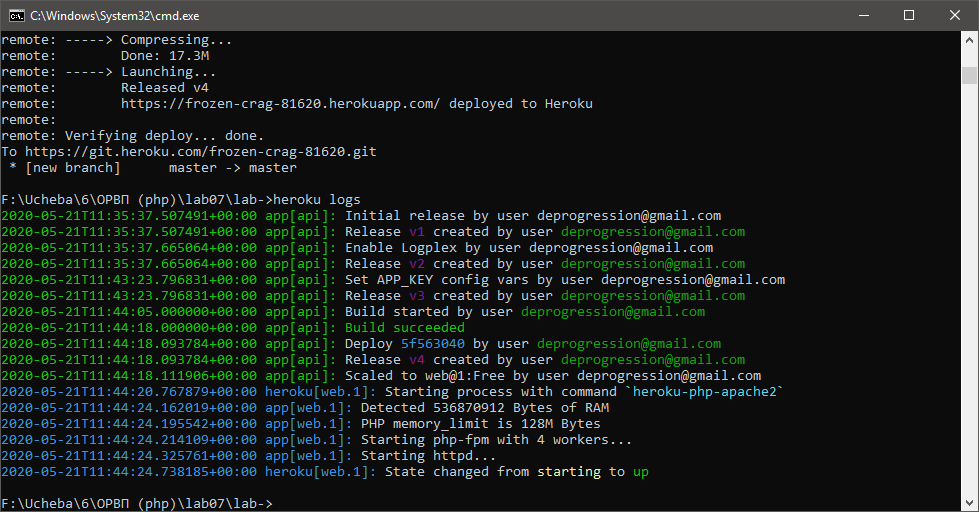 C:\Windows\System32\cmd.exe
remote: -----> Compressing...
remote:        Done: 17.3M
remote: -----> Launching...
remote:        Released v4
remote:        https://frozen-crag-81620.herokuapp.com/ deployed to Heroku
remote:
remote: Verifying deploy... done.
To https://git.heroku.com/frozen-crag-81620.git
 * [new branch]      master -> master
F:\Ucheba\6\ОРВП (php)\lab07\lab->heroku logs
2020-05-21T11:35:37.507491+00:00 app[api]: Initial release by user deprogression@gmail.com
2020-05-21T11:35:37.507491+00:00 app[api]: Release v1 created by user deprogression@gmail.com
2020-05-21T11:35:37.665064+00:00 app[api]: Enable Logplex by user deprogression@gmail.com
2020-05-21T11:35:37.665064+00:00 app[api]: Release v2 created by user deprogression@gmail.com
2020-05-21T11:43:23.796831+00:00 app[api]: Set APP_KEY config vars by user deprogression@gmail.com
2020-05-21T11:43:23.796831+00:00 app[api]: Release v3 created by user deprogression@gmail.com
2020-05-21T11:44:05.000000+00:00 app[api]: Build started by user deprogression@gmail.com
2020-05-21T11:44:18.000000+00:00 app[api]: Build succeeded
2020-05-21T11:44:18.093784+00:00 app[api]: Deploy 5f563040 by user deprogression@gmail.com
2020-05-21T11:44:18.093784+00:00 app[api]: Release v4 created by user deprogression@gmail.com
2020-05-21T11:44:18.111906+00:00 app[api]: Scaled to web@1:Free by user deprogression@gmail.com
2020-05-21T11:44:20.767879+00:00 heroku[web.1]: Starting process with command `heroku-php-apache2`
2020-05-21T11:44:24.162019+00:00 app[web.1]: Detected 536870912 Bytes of RAM
2020-05-21T11:44:24.195542+00:00 app[web.1]: PHP memory_limit is 128M Bytes
2020-05-21T11:44:24.214109+00:00 app[web.1]: Starting php-fpm with 4 workers...
2020-05-21T11:44:24.325761+00:00 app[web.1]: Starting httpd...
2020-05-21T11:44:24.738185+00:00 heroku[web.1]: State changed from starting to up
F:\Ucheba\6\ОРВП (php)\lab07\lab->